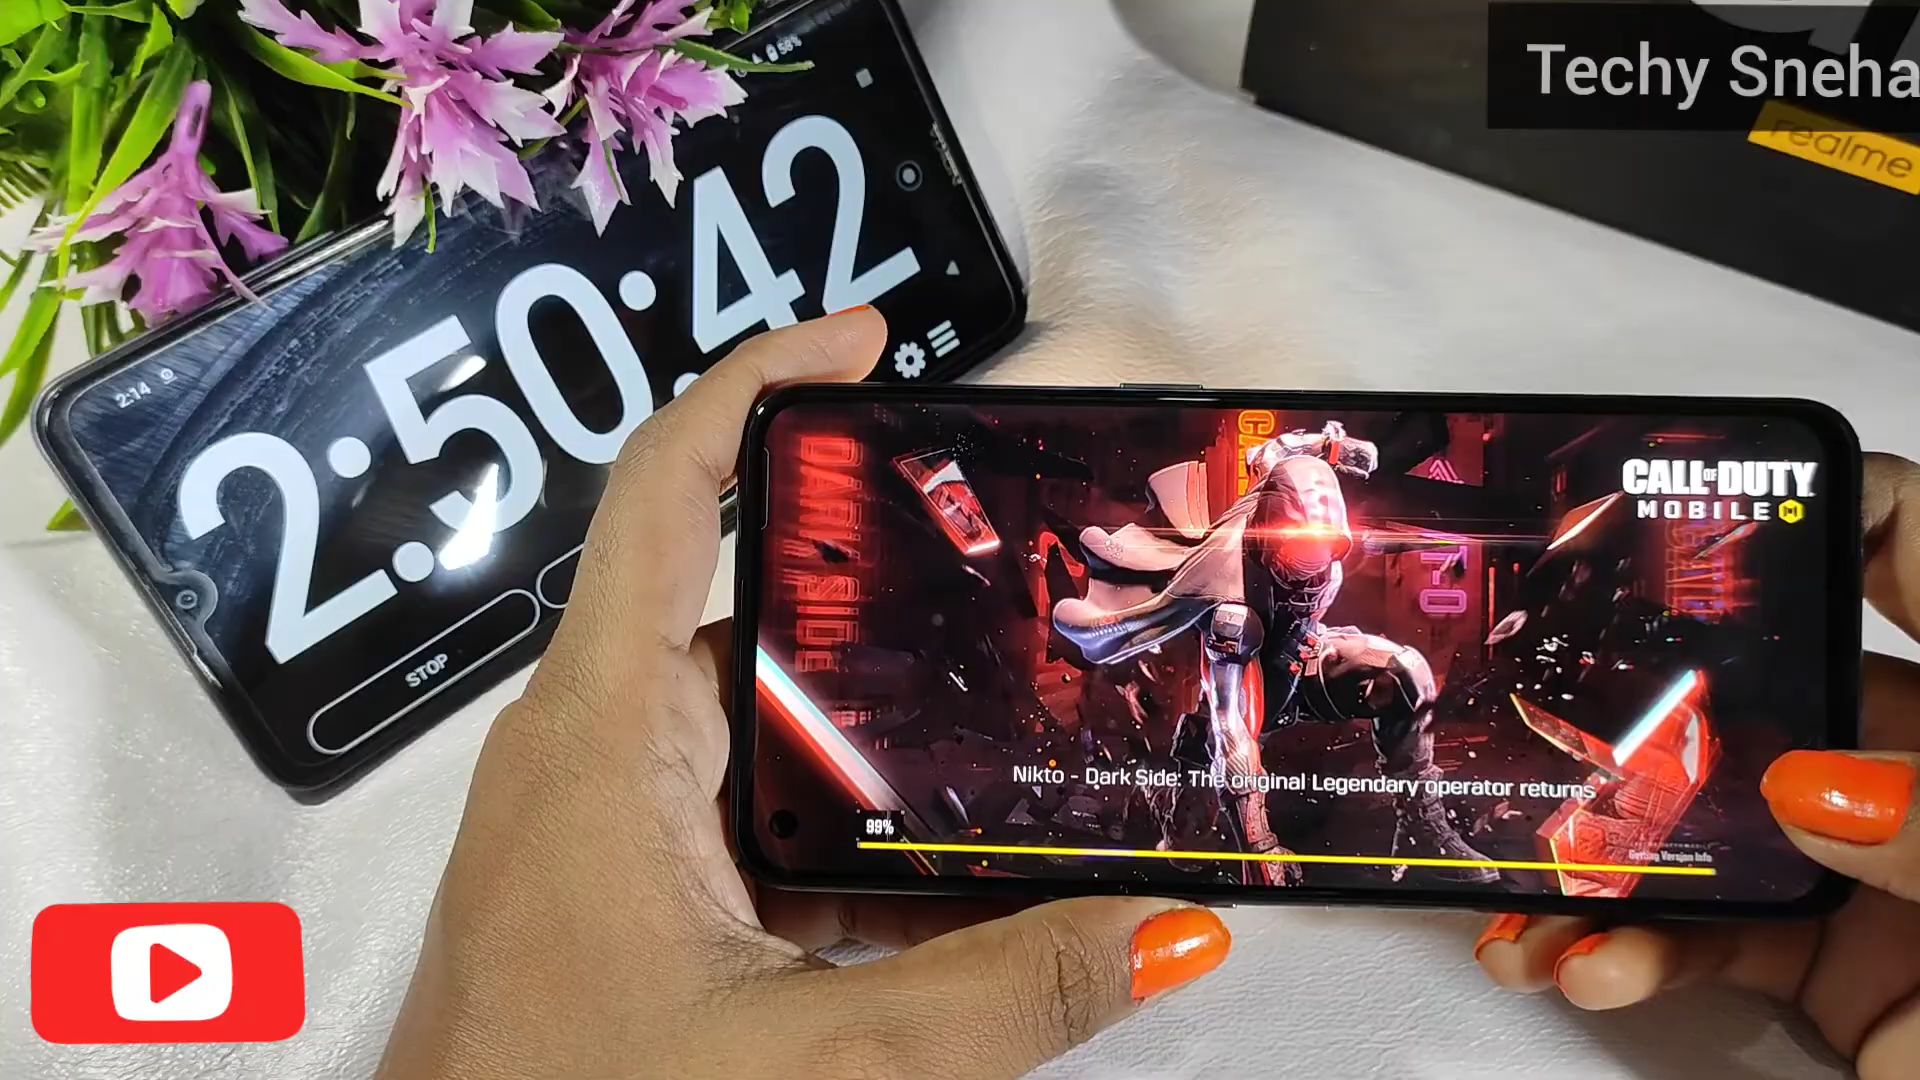 Techy Sneha
realme
58%
2:14
2:50:42
STOP
DARK SIDE
CALL OF DUTY
MOBILE
Nikto - Dark Side: The original Legendary operator returns
99%
Getting Version Info